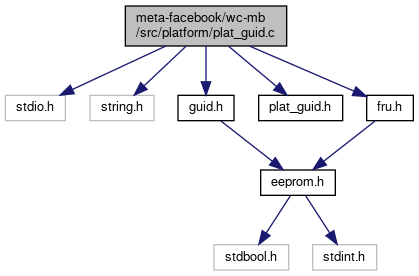 meta-facebook/wc-mb
/src/platform/plat_guid.c
stdio.h
string.h
guid.h
plat_guid.h
fru.h
eeprom.h
stdbool.h
stdint.h